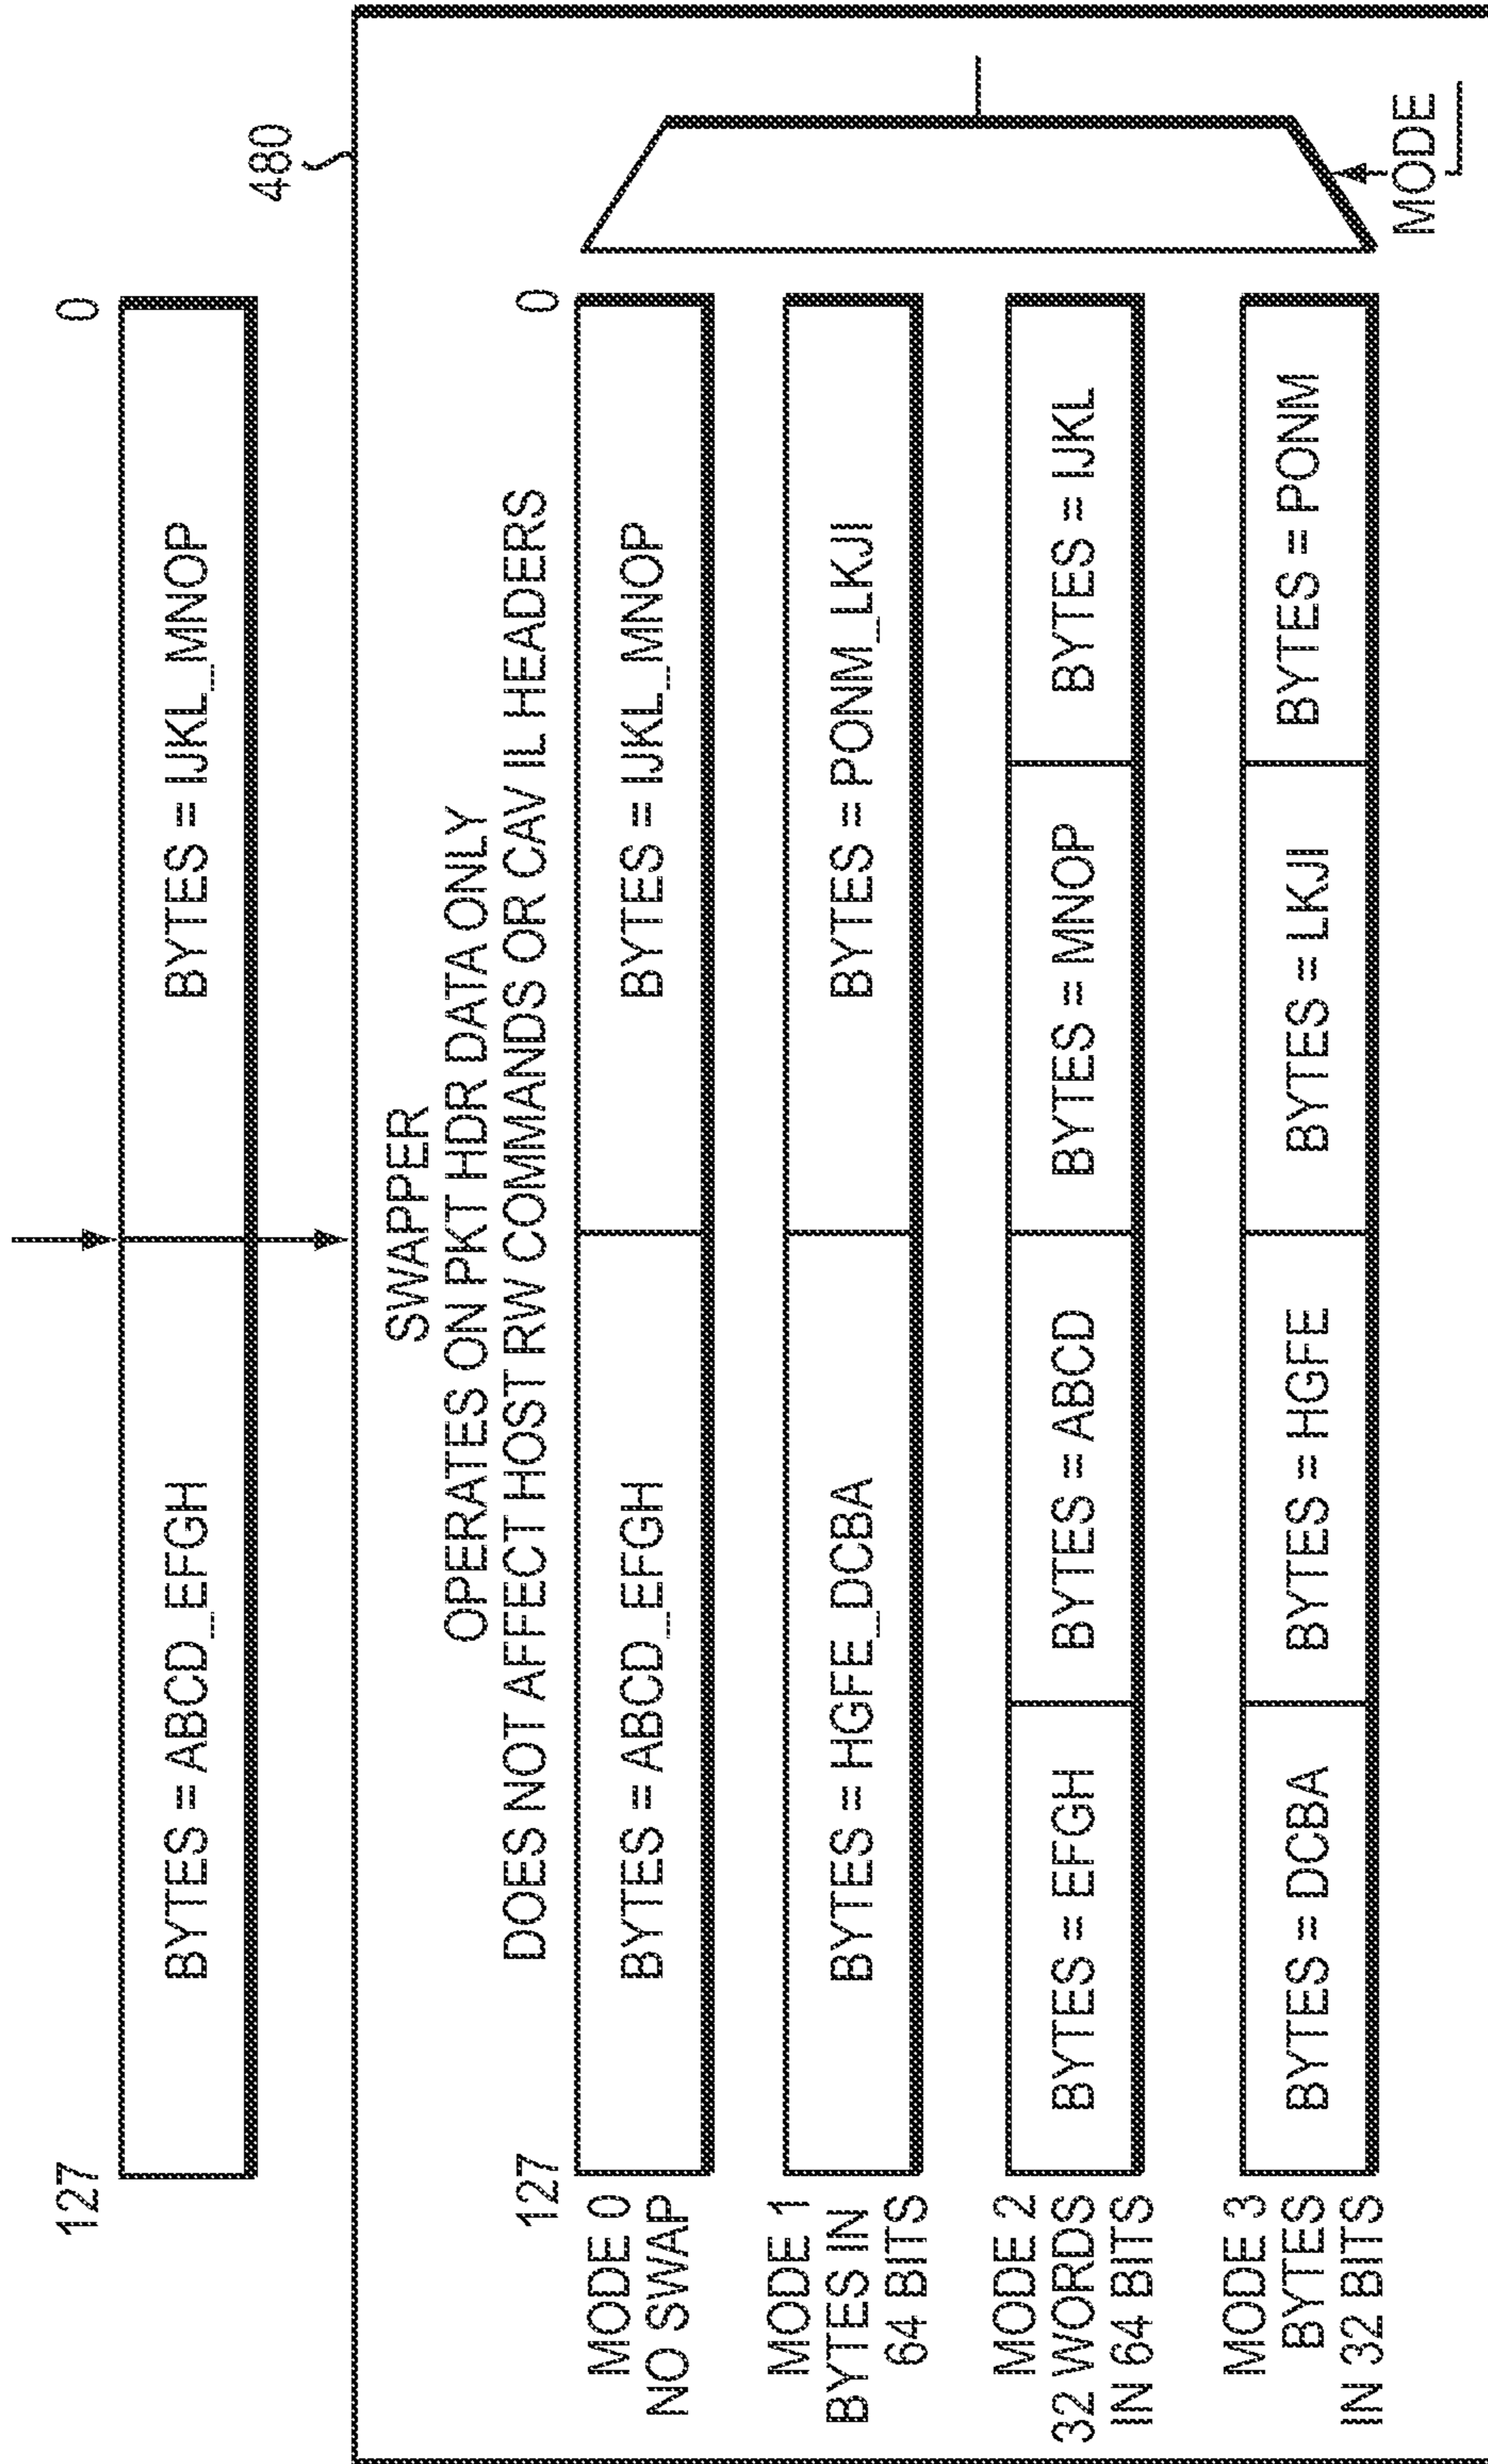 127
0
BYTES = ABCD_EFGH
BYTES = IJKL_MNOP
480
SWAPPER
OPERATES ON PKT HDR DATA ONLY
DOES NOT AFFECT HOST RW COMMANDS OR CAV IL HEADERS
127
0
MODE 0
NO SWAP
BYTES = ABCD_EFGH
BYTES = IJKL_MNOP
MODE 1
BYTES IN
64 BITS
BYTES = HGFE_DCBA
BYTES = PONM_LKJI
MODE 2
32 WORDS
IN 64 BITS
BYTES = EFGH
BYTES = ABCD
BYTES = MNOP
BYTES = IJKL
MODE 3
BYTES
IN 32 BITS
BYTES = DCBA
BYTES = HGFE
BYTES = LKJI
BYTES = PONM
MODE